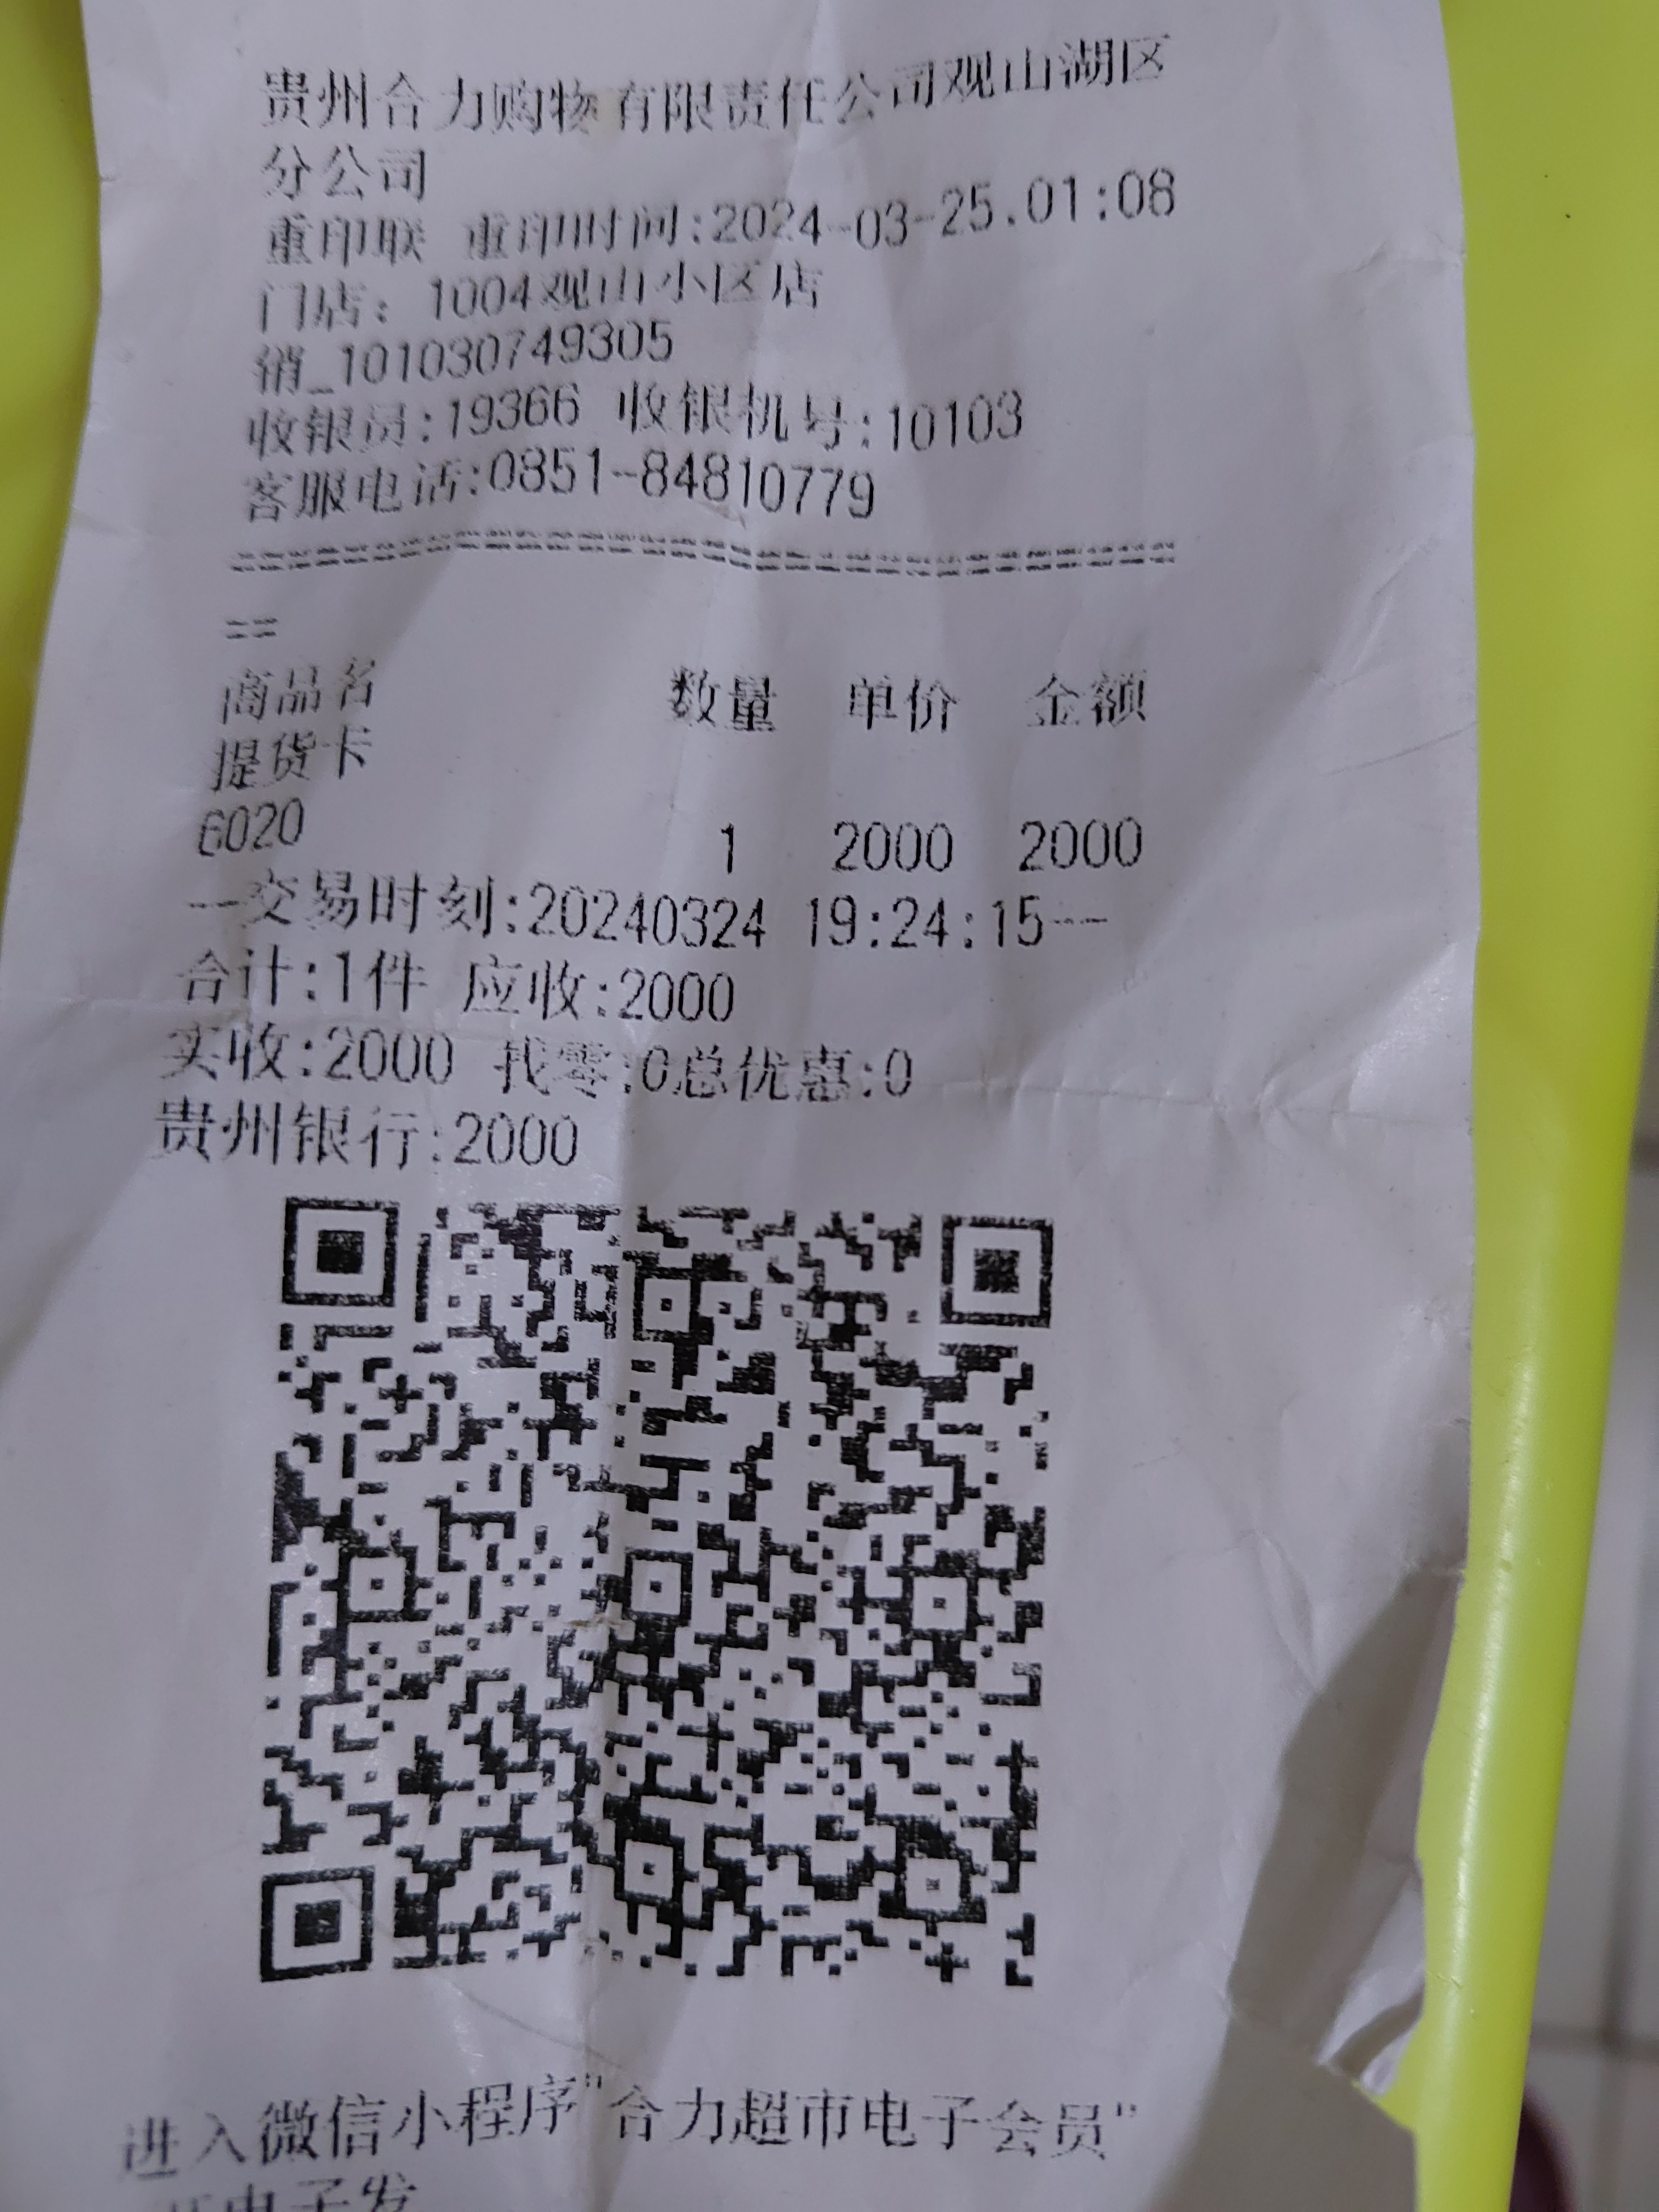 贵州合力购物有限责任公司观山湖区
分公司
重印联 重印时间:2024-03-25.01:08
门店: 1004观山小区店
销_101030749305
收银员:19366 收银机号:10103
客服电话:0851-84810779
==
商品名 数量 单价 金额
提货卡
6020 1 2000 2000
--交易时刻:20240324 19:24:15--
合计:1件 应收:2000
实收:2000 找零:0总优惠:0
贵州银行:2000
进入微信小程序"合力超市电子会员"
电子发